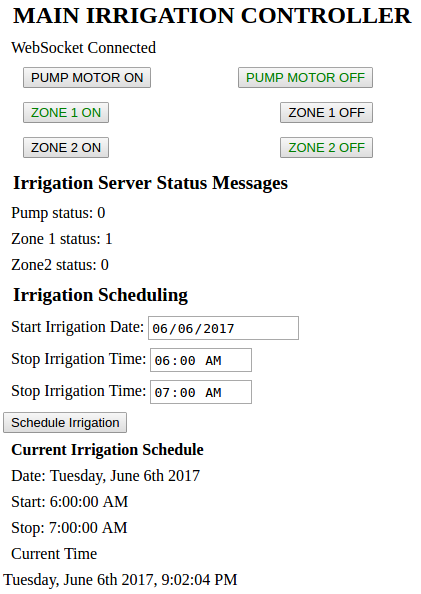 MAIN IRRIGATION CONTROLLER
WebSocket Connected
PUMP MOTOR ON PUMP MOTOR OFF
ZONE 1 ON ZONE 1 OFF
ZONE 2 ON ZONE 2 OFF
Irrigation Server Status Messages
Pump status: 0
Zone 1 status: 1
Zone2 status: 0
Irrigation Scheduling
Start Irrigation Date: 06/06/2017
Stop Irrigation Time: 06:00 AM
Stop Irrigation Time: 07:00 AM
Schedule Irrigation
Current Irrigation Schedule
Date: Tuesday, June 6th 2017
Start: 6:00:00 AM
Stop: 7:00:00 AM
Current Time
Tuesday, June 6th 2017, 9:02:04 PM